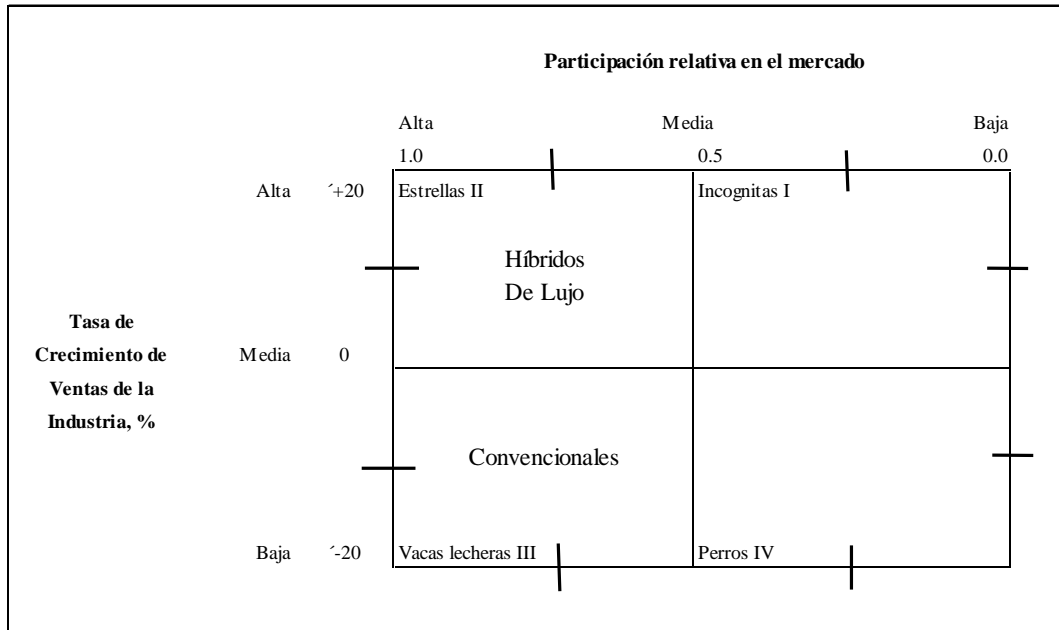 Participación relativa en el mercado
Alta Media Baja
1.0 0.5 0.0
Alta ´+20 Estrellas II Incognitas I
Híbridos
De Lujo
Tasa de
Crecimiento de Media 0
Ventas de la
Industria, %
Convencionales
Baja ´-20 Vacas lecheras III Perros IV